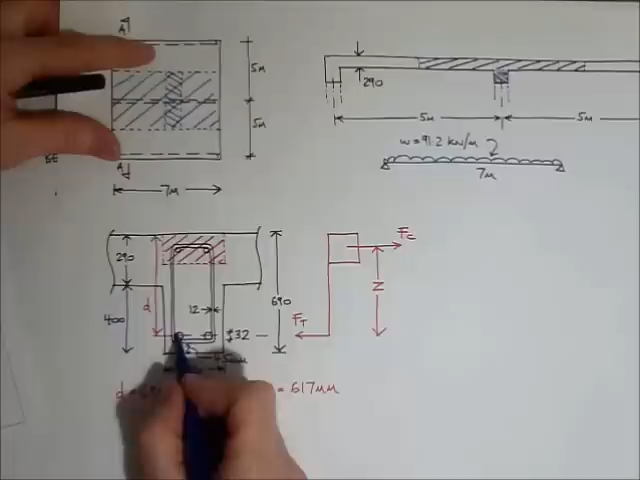 A
5M
5M
A
7M
290
5M
5M
w = 91.2 kN/m
7M
290
400
d
12
690
32
Fc
z
FT
d = 617mm